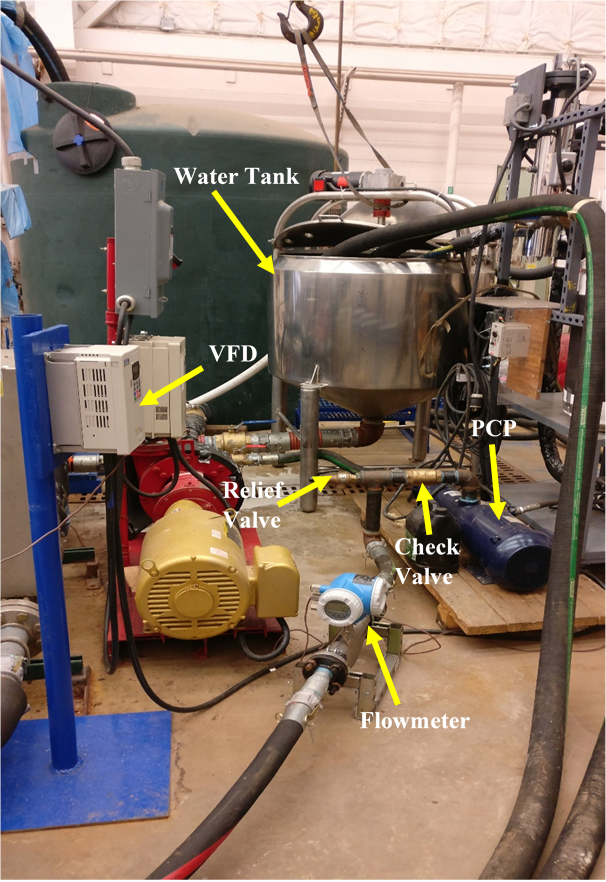 Water Tank
VFD
PCP
Relief
Valve
Check
Valve
Flowmeter